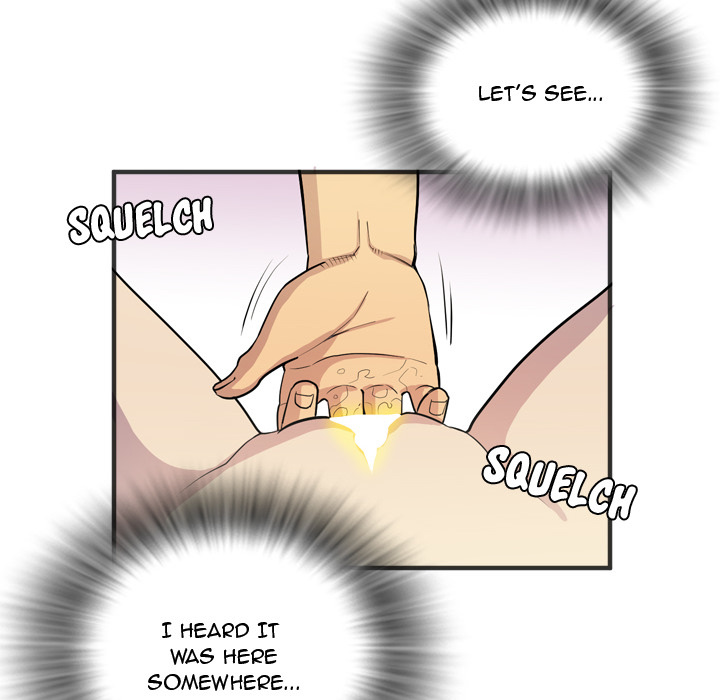 LET'S SEE...
SQUELCH
SQUELCH
I HEARD IT
WAS HERE
SOMEWHERE...